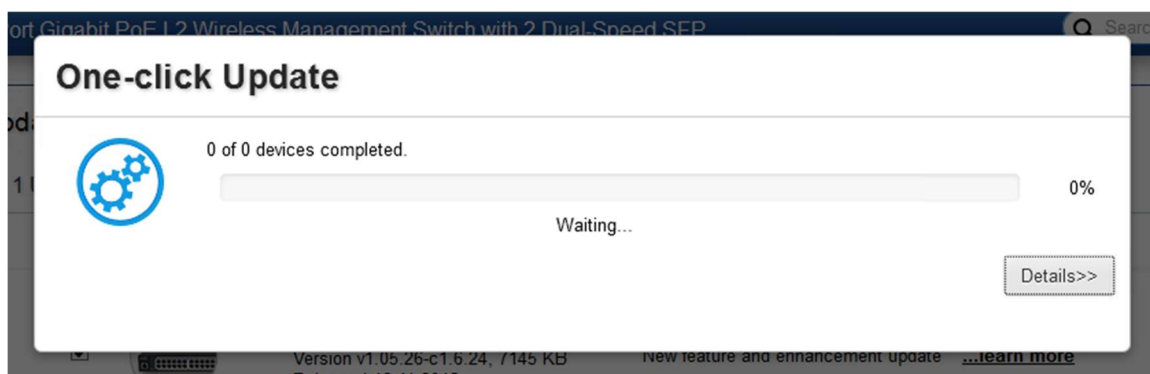 ort Gigabit PoE L2 Wireless Management Switch with 2 Dual-Speed SFP
One-click Update
0 of 0 devices completed.
0%
Waiting...
Details>>
Version v1.05.26-c1.6.24, 7145 KB New feature and enhancement update ...learn more